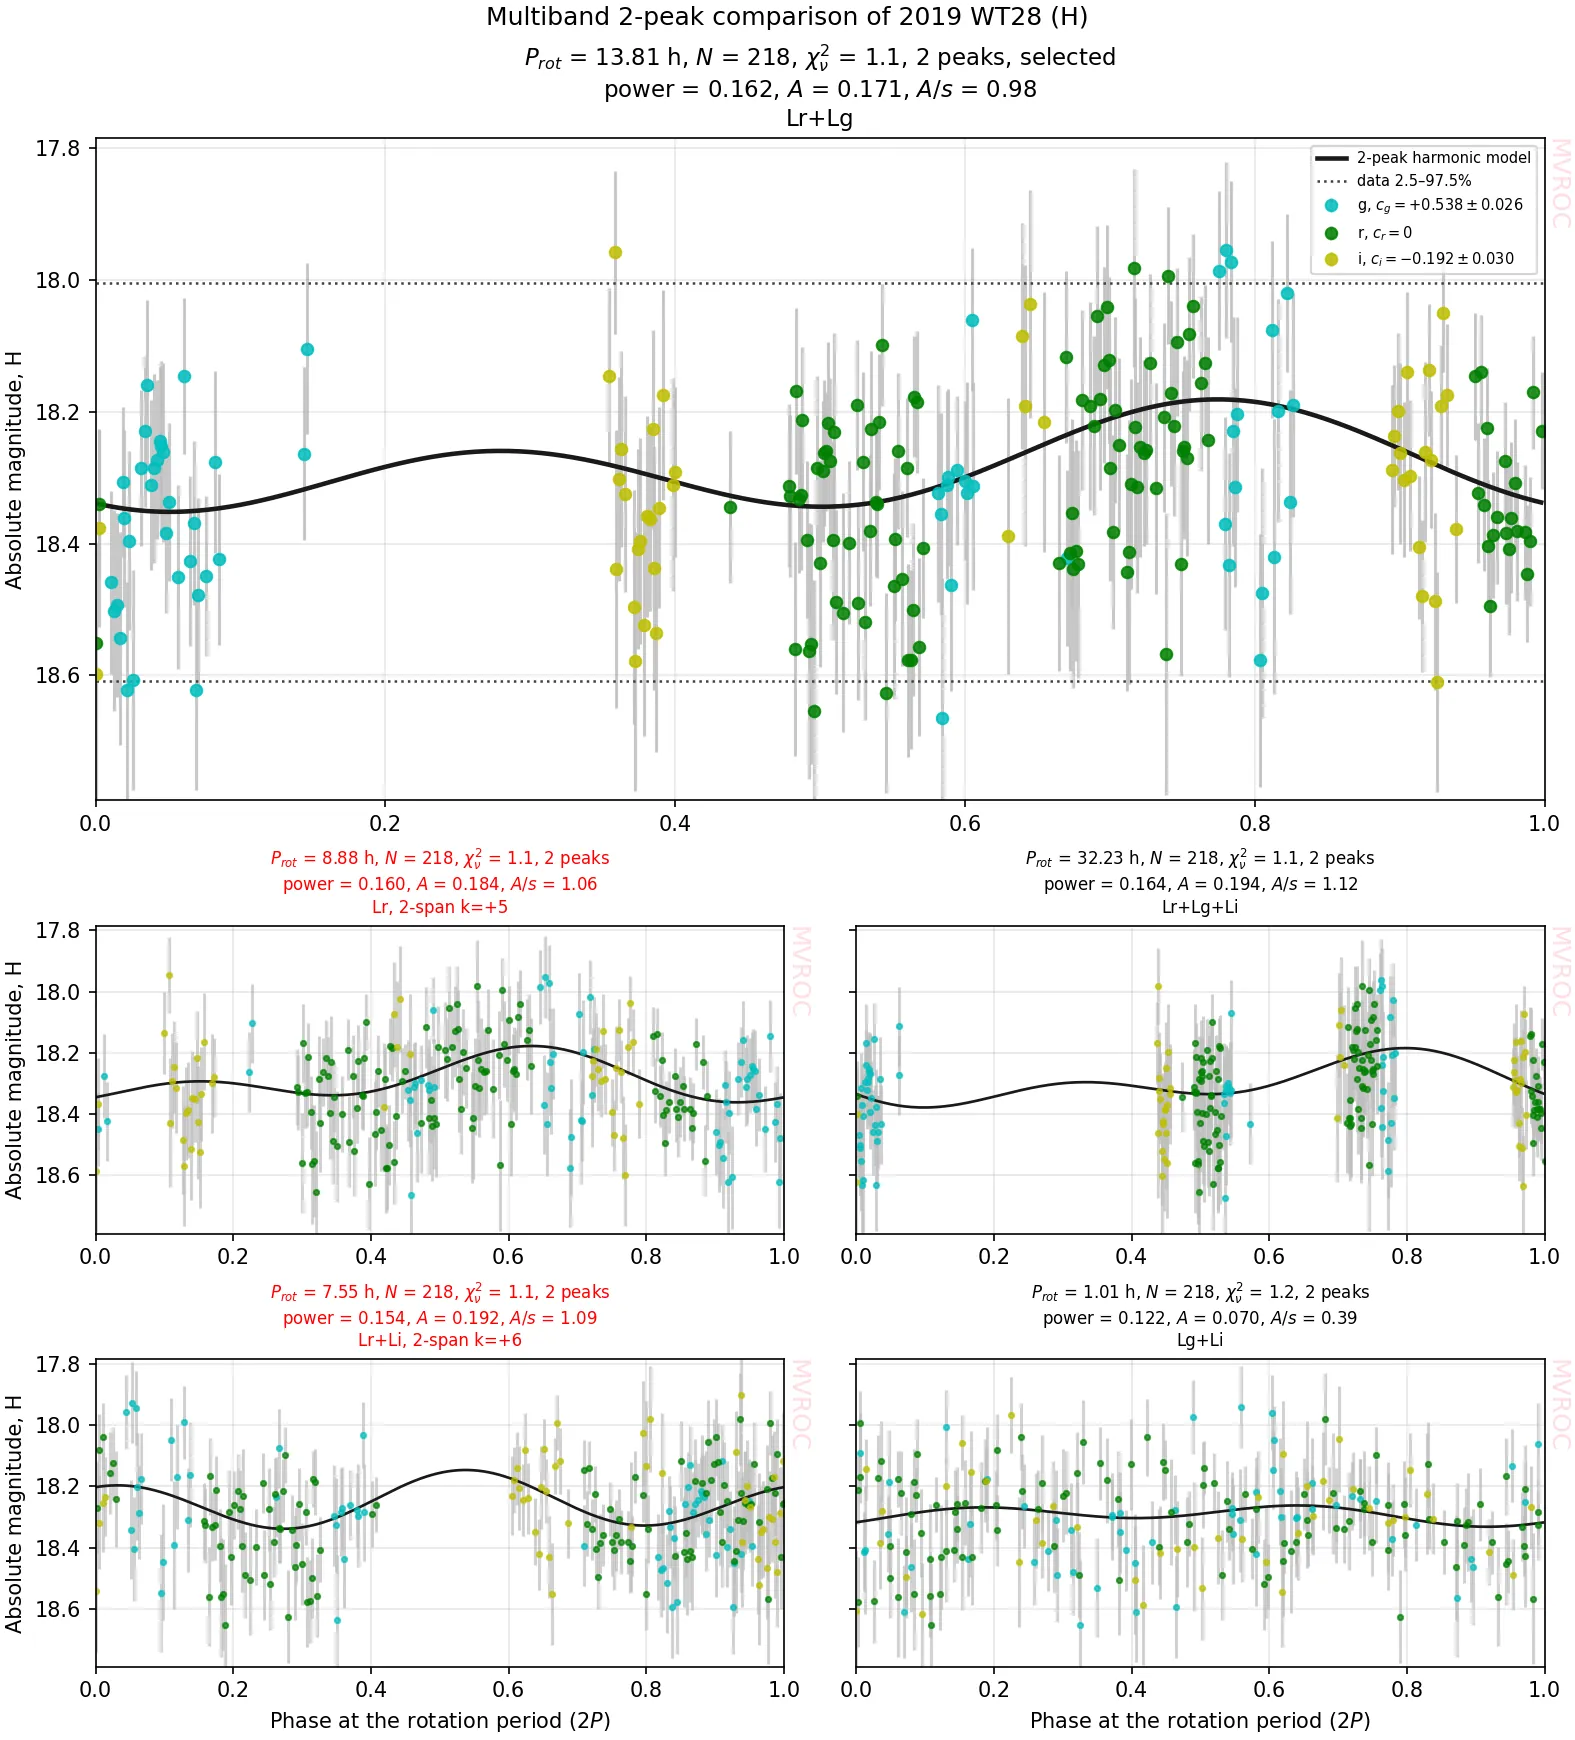 Multiband 2-peak comparison of 2019 WT28 (H)
P_rot = 13.81 h, N = 218, χ²_ν = 1.1, 2 peaks, selected
power = 0.162, A = 0.171, A/s = 0.98
Lr+Lg
Absolute magnitude, H
17.8
18.0
18.2
18.4
18.6
2-peak harmonic model
data 2.5–97.5%
g, c_g = +0.538 ± 0.026
r, c_r = 0
i, c_i = −0.192 ± 0.030
MVROC
0.0 0.2 0.4 0.6 0.8 1.0
P_rot = 8.88 h, N = 218, χ²_ν = 1.1, 2 peaks
power = 0.160, A = 0.184, A/s = 1.06
Lr, 2-span k=+5
Absolute magnitude, H
17.8
18.0
18.2
18.4
18.6
MVROC
0.0 0.2 0.4 0.6 0.8 1.0
P_rot = 32.23 h, N = 218, χ²_ν = 1.1, 2 peaks
power = 0.164, A = 0.194, A/s = 1.12
Lr+Lg+Li
MVROC
0.0 0.2 0.4 0.6 0.8 1.0
P_rot = 7.55 h, N = 218, χ²_ν = 1.1, 2 peaks
power = 0.154, A = 0.192, A/s = 1.09
Lr+Li, 2-span k=+6
Absolute magnitude, H
17.8
18.0
18.2
18.4
18.6
MVROC
0.0 0.2 0.4 0.6 0.8 1.0
Phase at the rotation period (2P)
P_rot = 1.01 h, N = 218, χ²_ν = 1.2, 2 peaks
power = 0.122, A = 0.070, A/s = 0.39
Lg+Li
MVROC
0.0 0.2 0.4 0.6 0.8 1.0
Phase at the rotation period (2P)